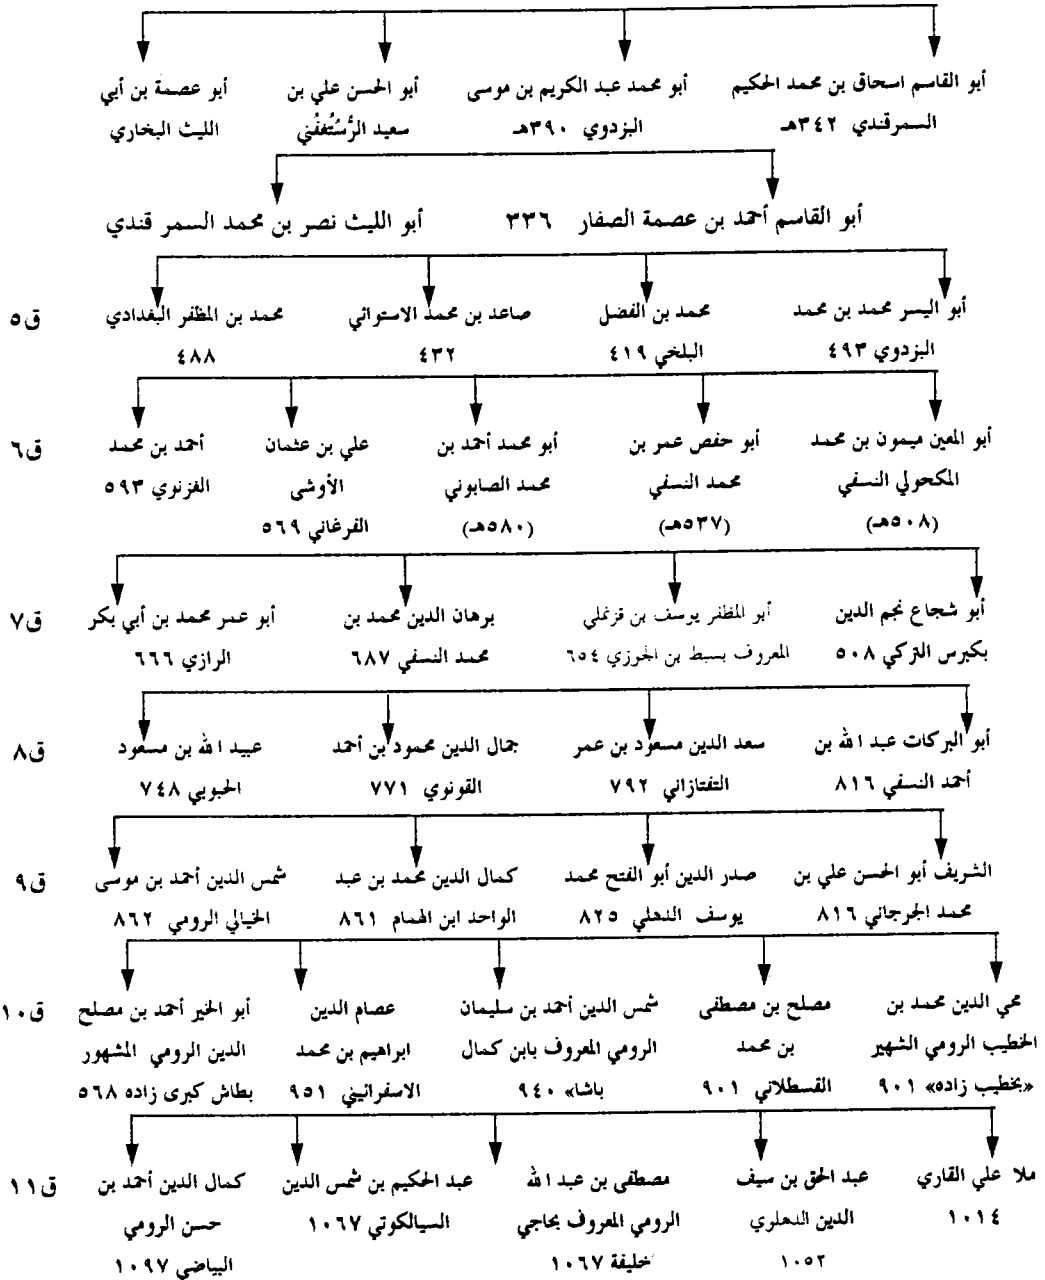 أبو القاسم اسحاق بن محمد الحكيم أبو محمد عبد الكريم بن موسى أبو الحسن علي بن أبو عصمة بن أبي
السمرقندي ٣٤٢هـ البزدوي ٣٩٠هـ سعيد الرُّسْتُغْفَني الليث البخاري
أبو القاسم أحمد بن عصمة الصفار ٣٣٦ أبو الليث نصر بن محمد السمر قندي
أبو اليسر محمد بن محمد محمد بن الفضل صاعد بن محمد الاستوائي محمد بن المظفر البغدادي ق٥
البزدوي ٤٩٣ البلخي ٤١٩ ٤٣٢ ٤٨٨
أبو المعين ميمون بن محمد أبو حفص عمر بن أبو محمد أحمد بن علي بن عثمان أحمد بن محمد ق٦
المكحولي النسفي محمد النسفي محمد الصابوني الأوشى الغزنوي ٥٩٣
(٥٠٨هـ) (٥٣٧هـ) (٥٨٠هـ) الفرغاني ٥٦٩
أبو شجاع نجم الدين أبو المظفر يوسف بن قزغلي برهان الدين محمد بن أبو عمر محمد بن أبي بكر ق٧
بكبرس التركي ٥٠٨ المعروف بسبط بن الجوزي ٦٥٤ محمد النسفي ٦٨٧ الرازي ٦٦٦
أبو البركات عبد الله بن سعد الدين مسعود بن عمر جمال الدين محمود بن أحمد عبيد الله بن مسعود ق٨
أحمد النسفي ٨١٦ التفتازاني ٧٩٢ القونوي ٧٧١ الحبوبي ٧٤٨
الشريف أبو الحسن علي بن صدر الدين أبو الفتح محمد كمال الدين محمد بن عبد شمس الدين أحمد بن موسى ق٩
محمد الجرجاني ٨١٦ يوسف الدهلي ٨٢٥ الواحد ابن الهمام ٨٦١ الخيالي الرومي ٨٦٢
محي الدين محمد بن مصلح بن مصطفى شمس الدين أحمد بن سليمان عصام الدين أبو الخير أحمد بن مصلح ق١٠
الخطيب الرومي الشهير بن محمد الرومي المعروف بابن كمال ابراهيم بن محمد الدين الرومي المشهور
«بخطيب زاده» ٩٠١ القسطلاني ٩٠١ باشا» ٩٤٠ الاسفرائيني ٩٥١ بطاش كبرى زاده ٥٦٨
ملا علي القاري عبد الحق بن سيف مصطفى بن عبد الله عبد الحكيم بن شمس الدين كمال الدين أحمد بن ق١١
١٠١٤ الدين الدهلري الرومي المعروف بحاجي السيالكوتي ١٠٦٧ حسن الرومي
١٠٥٢ خليفة ١٠٦٧ البياضي ١٠٩٧